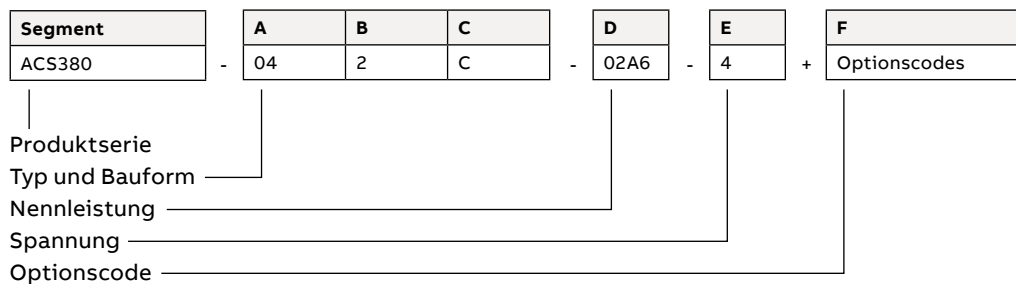 Segment A B C D E F
ACS380 - 04 2 C - 02A6 - 4 + Optionscodes
Produktserie
Typ und Bauform
Nennleistung
Spannung
Optionscode